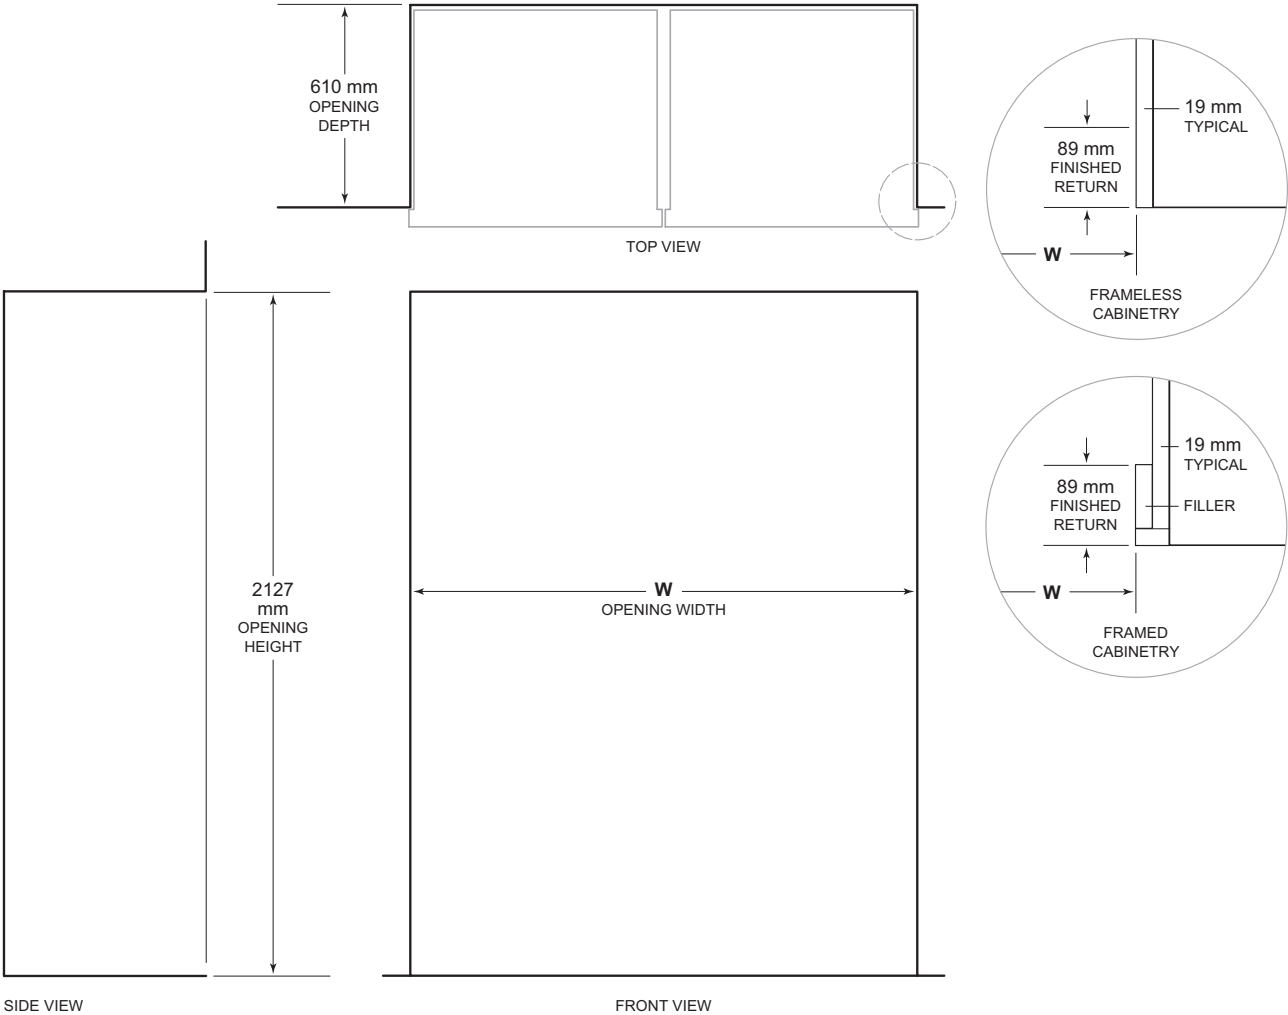 610 mm
OPENING
DEPTH
TOP VIEW
19 mm
TYPICAL
89 mm
FINISHED
RETURN
W
FRAMELESS
CABINETRY
19 mm
TYPICAL
89 mm
FINISHED
RETURN
FILLER
W
FRAMED
CABINETRY
2127
mm
OPENING
HEIGHT
W
OPENING WIDTH
SIDE VIEW
FRONT VIEW